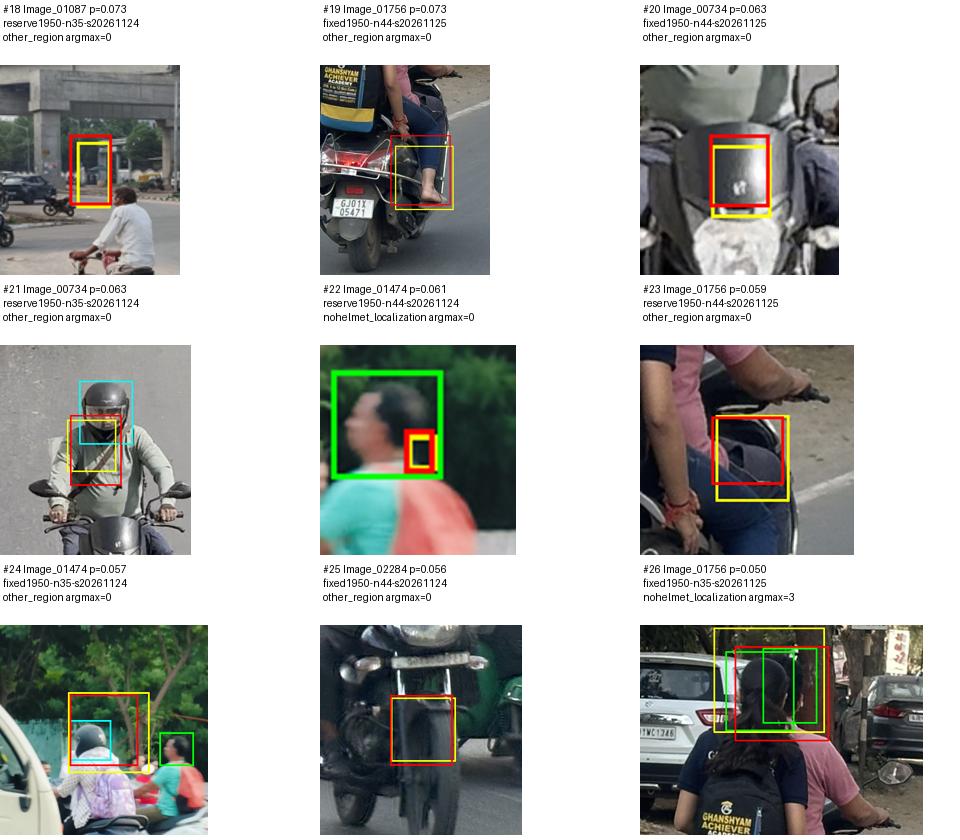 #18 Image_01087 p=0.073
reserve1950-n35-s20261124
other_region argmax=0
#19 Image_01756 p=0.073
fixed1950-n44-s20261125
other_region argmax=0
#20 Image_00734 p=0.063
fixed1950-n44-s20261125
other_region argmax=0
GHANSHYAM
ACHIEVER
ACADEMY
GJ01X
05471
#21 Image_00734 p=0.063
reserve1950-n35-s20261124
other_region argmax=0
#22 Image_01474 p=0.061
reserve1950-n44-s20261124
nohelmet_localization argmax=0
#23 Image_01756 p=0.059
reserve1950-n44-s20261125
other_region argmax=0
#24 Image_01474 p=0.057
fixed1950-n35-s20261124
other_region argmax=0
#25 Image_02284 p=0.056
fixed1950-n44-s20261124
other_region argmax=0
#26 Image_01756 p=0.050
fixed1950-n35-s20261125
nohelmet_localization argmax=3
GHANSHYAM
ACHIEVER
ACADEMY